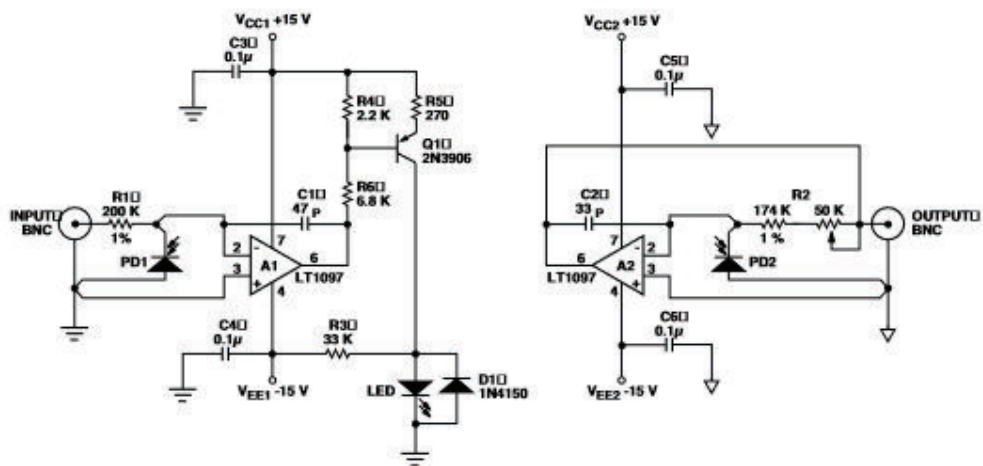 VCC1 +15 V
C3□
0.1µ
R4□
2.2 K
R5□
270
Q1□
2N3906
R6□
6.8 K
C1□
47 P
R1□
200 K
1%
INPUT□
BNC
PD1
2
3
-
+
A1
7
6
4
LT1097
C4□
0.1µ
R3□
33 K
VEE1 -15 V
LED
D1□
1N4150
VCC2 +15 V
C5□
0.1µ
C2□
33 P
R2
174 K
50 K
1 %
OUTPUT□
BNC
PD2
7
6
2
3
-
+
A2
4
LT1097
C6□
0.1µ
VEE2 -15 V